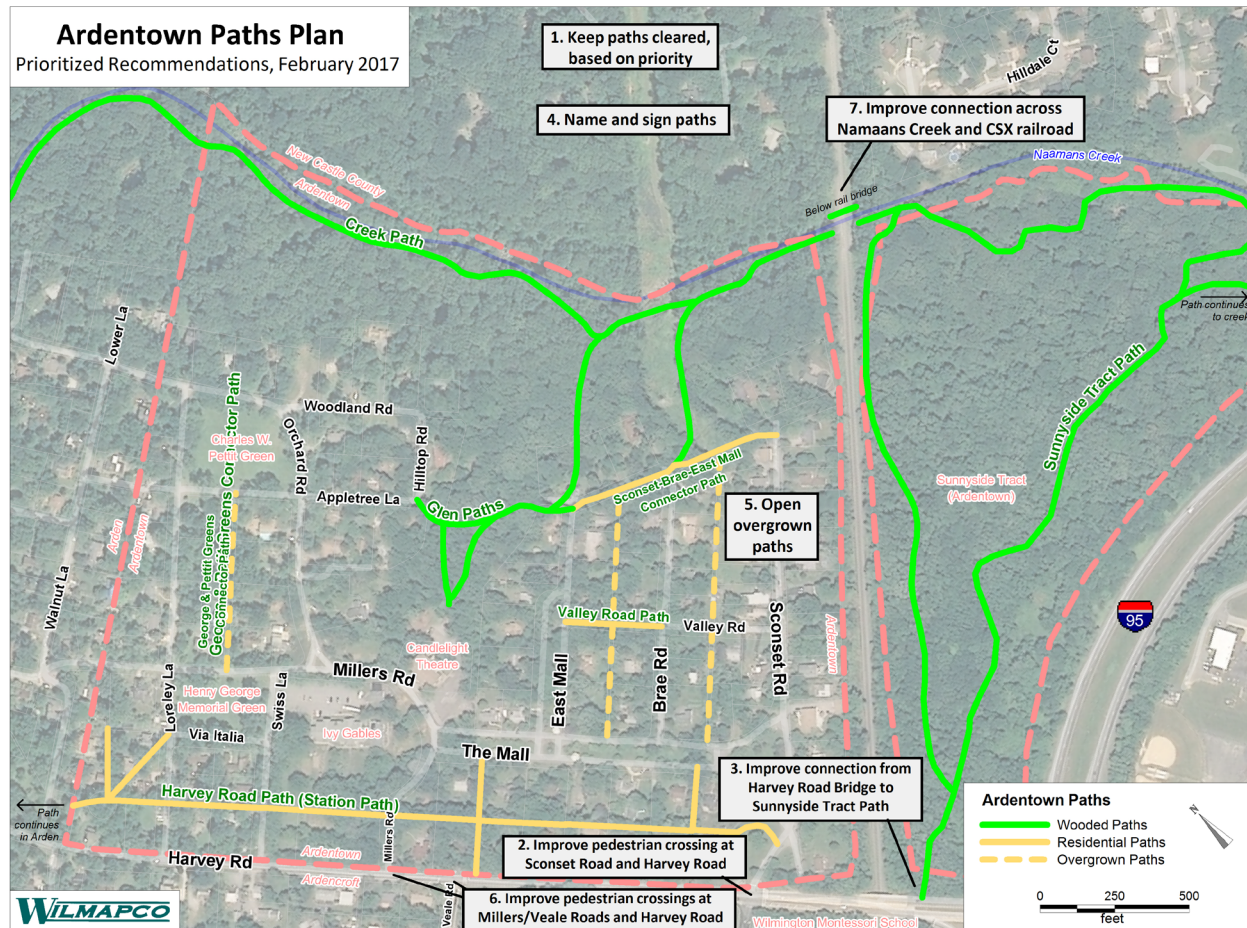 Ardentown Paths Plan
Prioritized Recommendations, February 2017
1. Keep paths cleared,
based on priority
4. Name and sign paths
7. Improve connection across
Namaans Creek and CSX railroad
Hilldale Ct
Naamans Creek
Below rail bridge
New Castle County
Ardentown
Creek Path
Path continues
to creek
Lower La
Woodland Rd
Charles W.
Pettit Green
Orchard Rd
Hilltop Rd
Appletree La
Glen Paths
Sconset-Brae-East Mall
Connector Path
Sunnyside Tract Path
Sunnyside Tract
(Ardentown)
5. Open
overgrown
paths
Arden
Ardentown
George & Pettit Greens
Connector Path
Greens Connector Path
Walnut La
Valley Road Path
Valley Rd
Sconset Rd
Ardentown
95
Candlelight
Theatre
Millers Rd
East Mall
Brae Rd
Henry George
Memorial Green
Loreley La
Swiss La
Via Italia
Ivy Gables
The Mall
3. Improve connection from
Harvey Road Bridge to
Sunnyside Tract Path
Harvey Road Path (Station Path)
Path
continues
in Arden
Millers Rd
Harvey Rd
Ardentown
Ardencroft
2. Improve pedestrian crossing at
Sconset Road and Harvey Road
Veale Rd
6. Improve pedestrian crossings at
Millers/Veale Roads and Harvey Road
Wilmington Montessori School
Ardentown Paths
Wooded Paths
Residential Paths
Overgrown Paths
N
0 250 500
feet
WILMAPCO